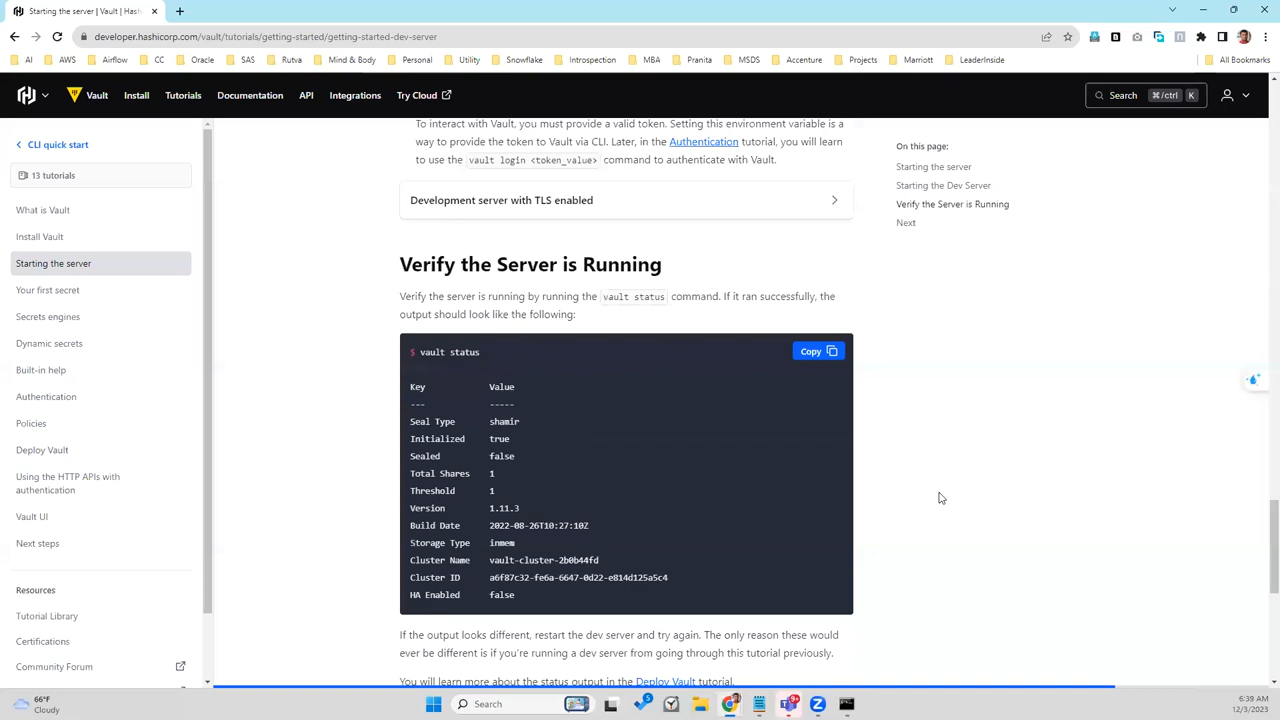 Starting the server | Vault | Hash
developer.hashicorp.com/vault/tutorials/getting-started/getting-started-dev-server
AI AWS Airflow CC Oracle SAS Rutva Mind & Body Personal Utility Snowflake Introspection MBA Pranita MSDS Accenture Projects Marriott LeaderInside All Bookmarks
Vault Install Tutorials Documentation API Integrations Try Cloud Search ⌘/ctrl K
CLI quick start
13 tutorials
What is Vault
Install Vault
Starting the server
Your first secret
Secrets engines
Dynamic secrets
Built-in help
Authentication
Policies
Deploy Vault
Using the HTTP APIs with
authentication
Vault UI
Next steps
Resources
Tutorial Library
Certifications
Community Forum
To interact with Vault, you must provide a valid token. Setting this environment variable is a
way to provide the token to Vault via CLI. Later, in the Authentication tutorial, you will learn
to use the vault login <token_value> command to authenticate with Vault.
Development server with TLS enabled
Verify the Server is Running
Verify the server is running by running the vault status command. If it ran successfully, the
output should look like the following:
$ vault status
Copy
Key Value
--- -----
Seal Type shamir
Initialized true
Sealed false
Total Shares 1
Threshold 1
Version 1.11.3
Build Date 2022-08-26T10:27:10Z
Storage Type inmem
Cluster Name vault-cluster-2b0b44fd
Cluster ID a6f87c32-fe6a-6647-0d22-e814d125a5c4
HA Enabled false
If the output looks different, restart the dev server and try again. The only reason these would
ever be different is if you're running a dev server from going through this tutorial previously.
You will learn more about the status output in the Deploy Vault tutorial.
On this page:
Starting the server
Starting the Dev Server
Verify the Server is Running
Next
66°F
Cloudy
Search
5
9+
6:39 AM
12/3/2023